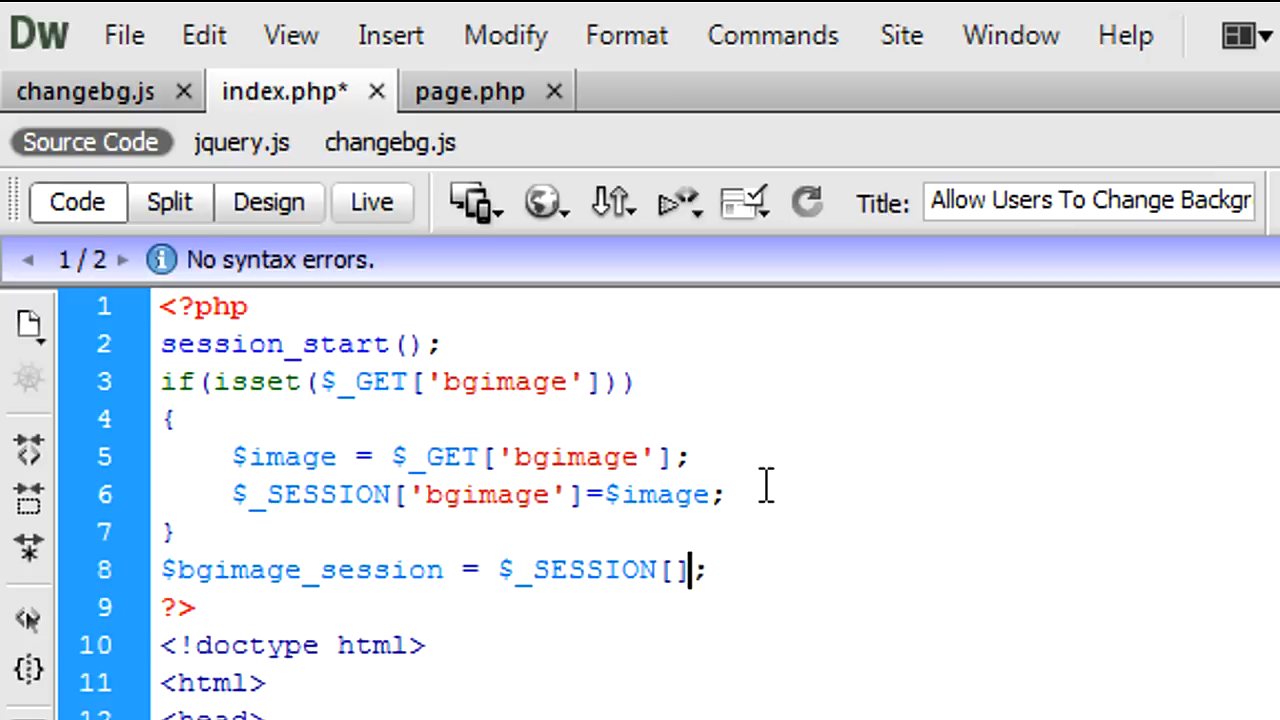 Dw File Edit View Insert Modify Format Commands Site Window Help
changebg.js index.php* page.php
Source Code jquery.js changebg.js
Code Split Design Live Title: Allow Users To Change Backgr
1 / 2 No syntax errors.
1 <?php
2 session_start();
3 if(isset($_GET['bgimage']))
4 {
5 $image = $_GET['bgimage'];
6 $_SESSION['bgimage']=$image;
7 }
8 $bgimage_session = $_SESSION[];
9 ?>
10 <!doctype html>
11 <html>
12 <head>